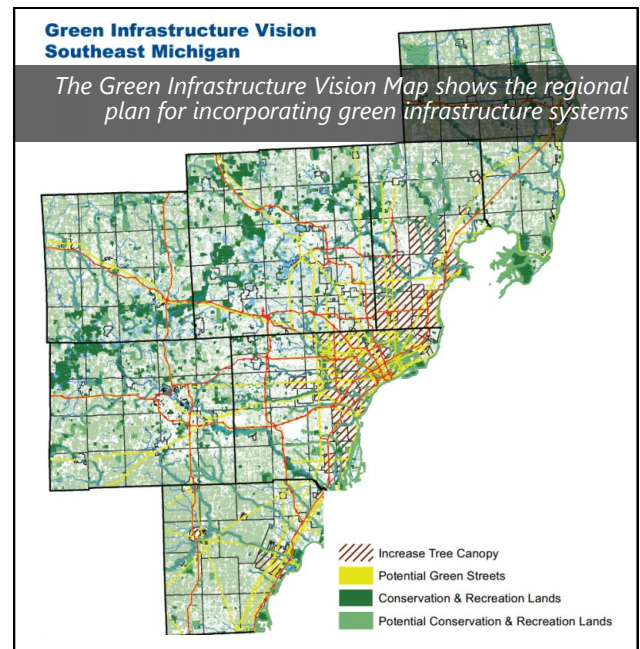 Green Infrastructure Vision
Southeast Michigan
The Green Infrastructure Vision Map shows the regional
plan for incorporating green infrastructure systems
Increase Tree Canopy
Potential Green Streets
Conservation & Recreation Lands
Potential Conservation & Recreation Lands